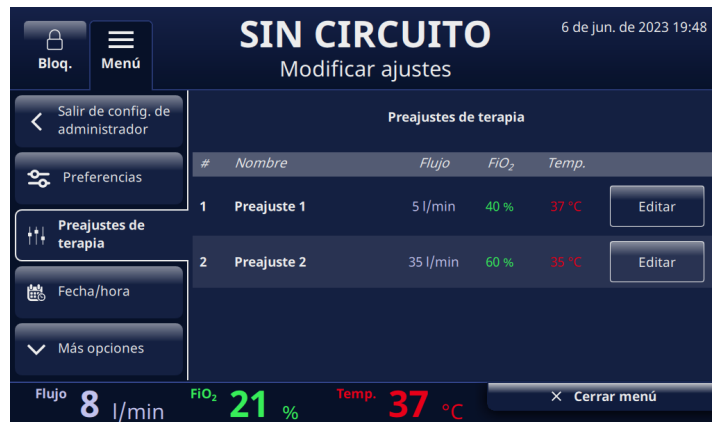 Bloq.
Menú
SIN CIRCUITO
Modificar ajustes
6 de jun. de 2023 19:48
Salir de config. de
administrador
Preferencias
Preajustes de
terapia
Fecha/hora
Más opciones
Preajustes de terapia
# Nombre Flujo FiO₂ Temp.
1 Preajuste 1 5 l/min 40 % 37 °C Editar
2 Preajuste 2 35 l/min 60 % 35 °C Editar
Flujo 8 l/min FiO₂ 21 % Temp. 37 °C × Cerrar menú